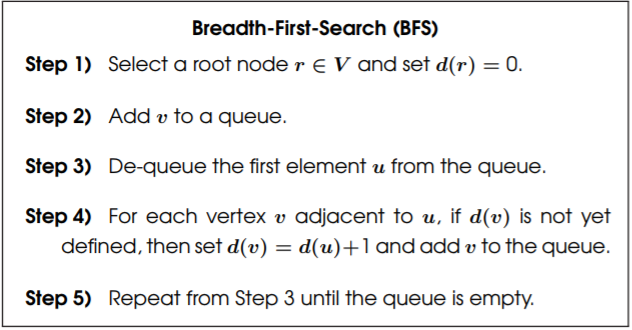 Breadth-First-Search (BFS)
Step 1) Select a root node r ∈ V and set d(r) = 0.
Step 2) Add v to a queue.
Step 3) De-queue the first element u from the queue.
Step 4) For each vertex v adjacent to u, if d(v) is not yet
defined, then set d(v) = d(u)+1 and add v to the queue.
Step 5) Repeat from Step 3 until the queue is empty.